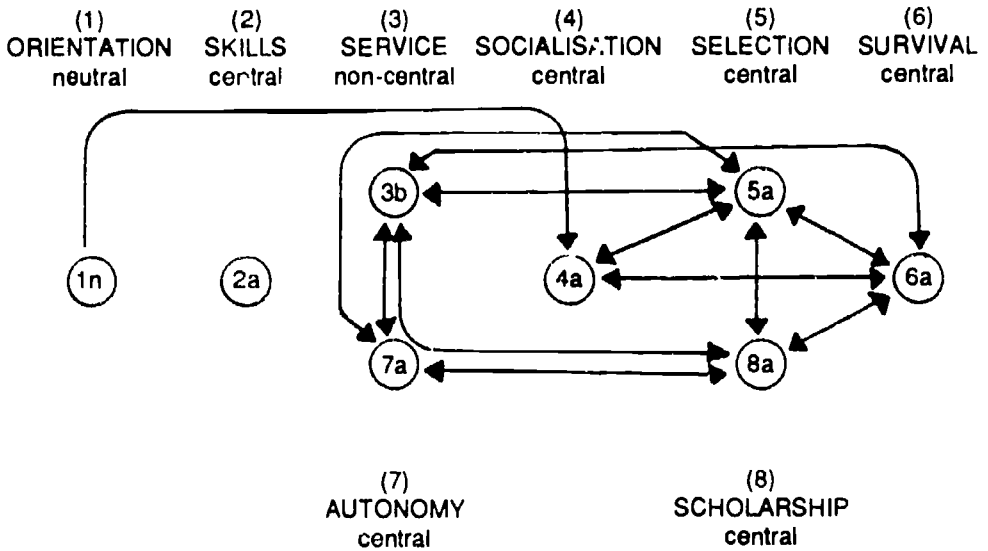 (1) (2) (3) (4) (5) (6)
ORIENTATION SKILLS SERVICE SOCIALISATION SELECTION SURVIVAL
neutral central non-central central central central
3b 5a
1n 2a 4a 6a
7a 8a
(7) (8)
AUTONOMY SCHOLARSHIP
central central